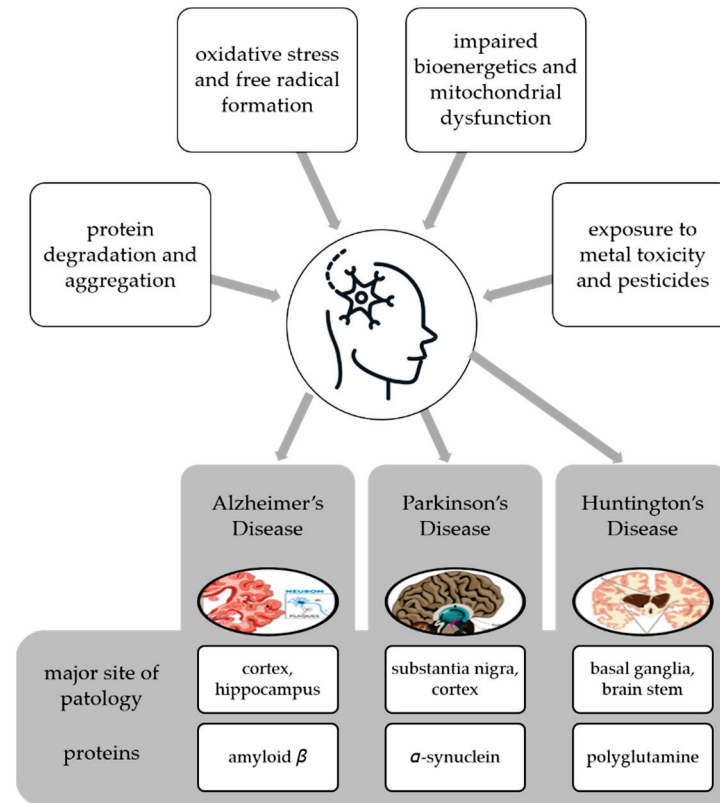 oxidative stress
and free radical
formation
impaired
bioenergetics and
mitochondrial
dysfunction
protein
degradation and
aggregation
exposure to
metal toxicity
and pesticides
Alzheimer’s
Disease
Parkinson’s
Disease
Huntington’s
Disease
NEURON
PLAQUES
major site of
patology
cortex,
hippocampus
substantia nigra,
cortex
basal ganglia,
brain stem
proteins
amyloid β
α-synuclein
polyglutamine